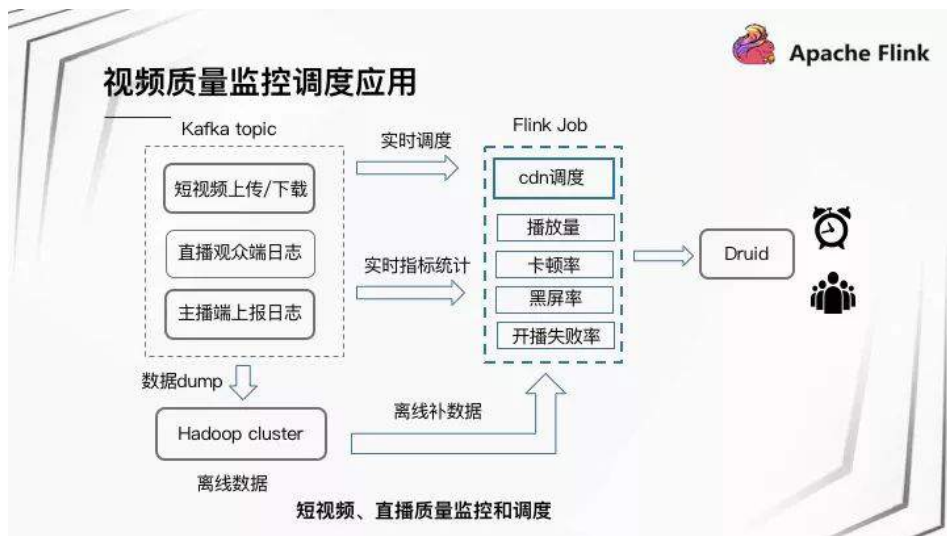 Apache Flink
视频质量监控调度应用
Kafka topic
短视频上传/下载
直播观众端日志
主播端上报日志
实时调度
实时指标统计
Flink Job
cdn调度
播放量
卡顿率
黑屏率
开播失败率
Druid
数据dump
Hadoop cluster
离线数据
离线补数据
短视频、直播质量监控和调度